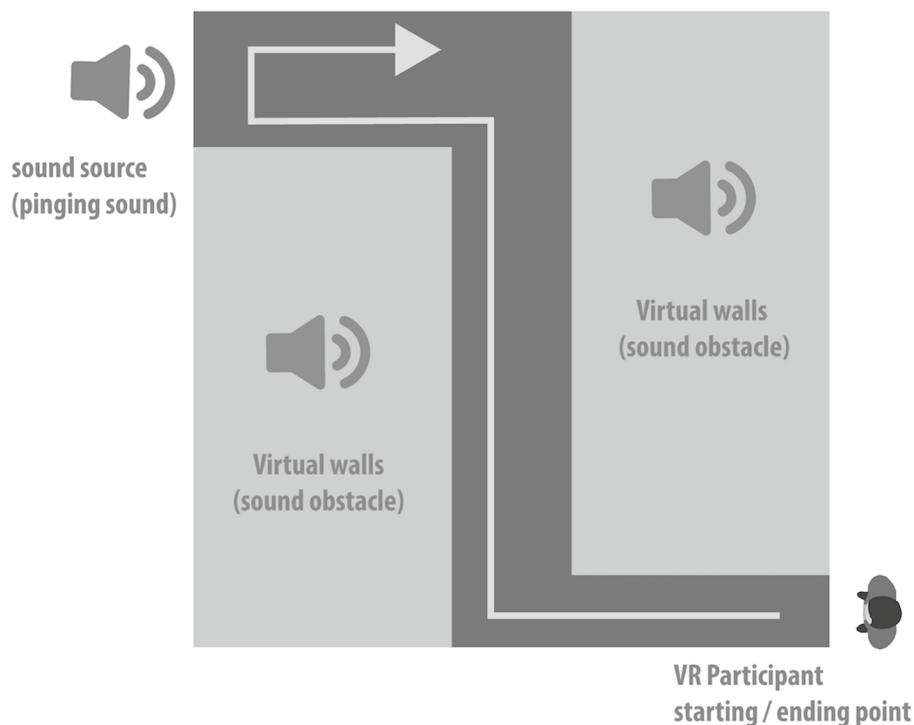 sound source
(pinging sound)
Virtual walls
(sound obstacle)
Virtual walls
(sound obstacle)
VR Participant
starting / ending point